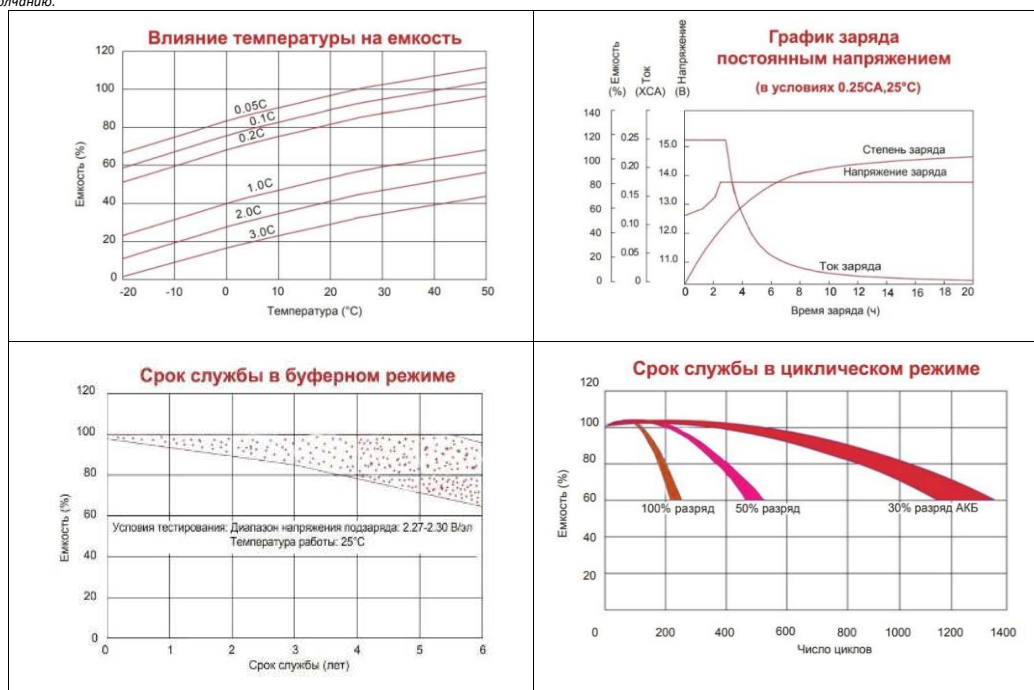 Влияние температуры на емкость
120
100
80
60
40
20
0
Емкость (%)
0.05C
0.1C
0.2C
1.0C
2.0C
3.0C
-20 -10 0 10 20 30 40 50
Температура (°C)
График заряда
постоянным напряжением
(в условиях 0.25CA,25°C)
Емкость
(%)
Ток
(XCA)
Напряжение
(В)
140
120
100
80
60
40
20
0
0.25
0.20
0.15
0.10
0.05
0
15.0
14.0
13.0
12.0
11.0
Степень заряда
Напряжение заряда
Ток заряда
0 2 4 6 8 10 12 14 16 18 20
Время заряда (ч)
Срок службы в буферном режиме
120
100
80
60
40
20
0
Емкость (%)
Условия тестирования: Диапазон напряжения подзаряда: 2.27-2.30 В/эл
Температура работы: 25°C
0 1 2 3 4 5 6
Срок службы (лет)
Срок службы в циклическом режиме
120
100
80
60
40
20
Емкость (%)
100% разряд
50% разряд
30% разряд АКБ
0 200 400 600 800 1000 1200 1400
Число циклов